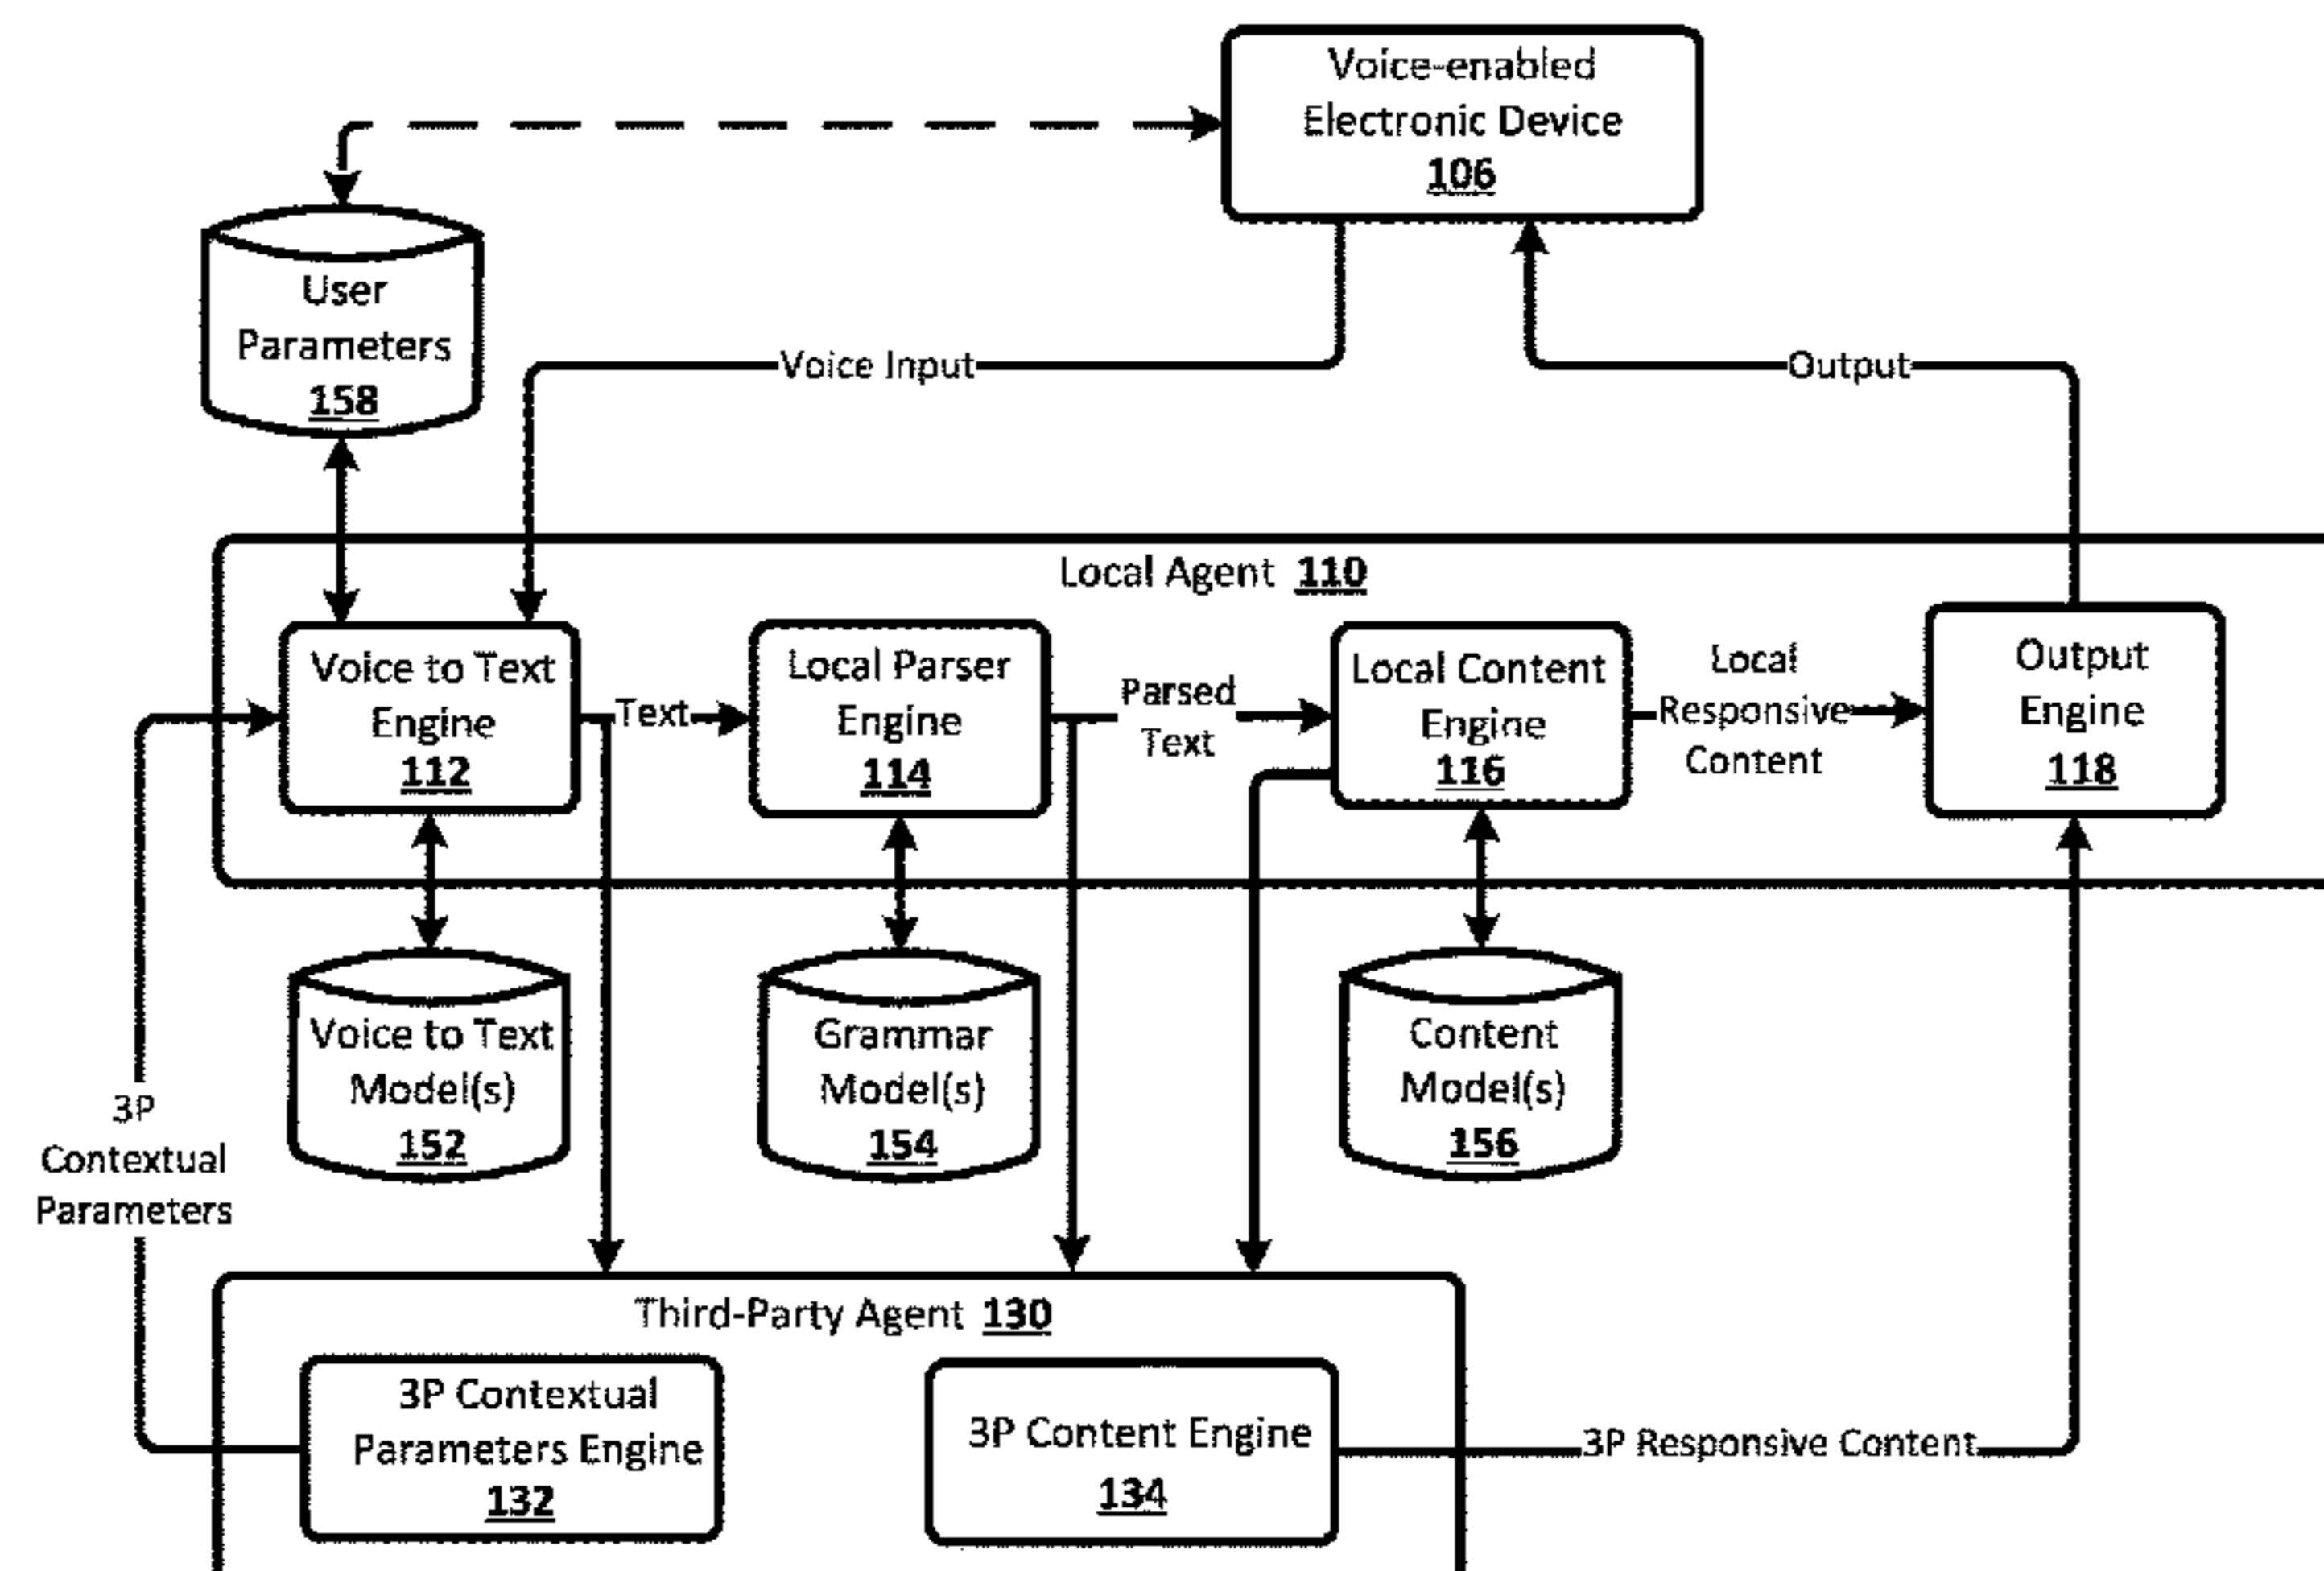 Voice-enabled
Electronic Device
106
User
Parameters
158
Voice Input
Output
Local Agent 110
Voice to Text
Engine
112
Text
Local Parser
Engine
114
Parsed
Text
Local Content
Engine
116
Local
Responsive
Content
Output
Engine
118
Voice to Text
Model(s)
152
Grammar
Model(s)
154
Content
Model(s)
156
3P
Contextual
Parameters
Third-Party Agent 130
3P Contextual
Parameters Engine
132
3P Content Engine
134
3P Responsive Content